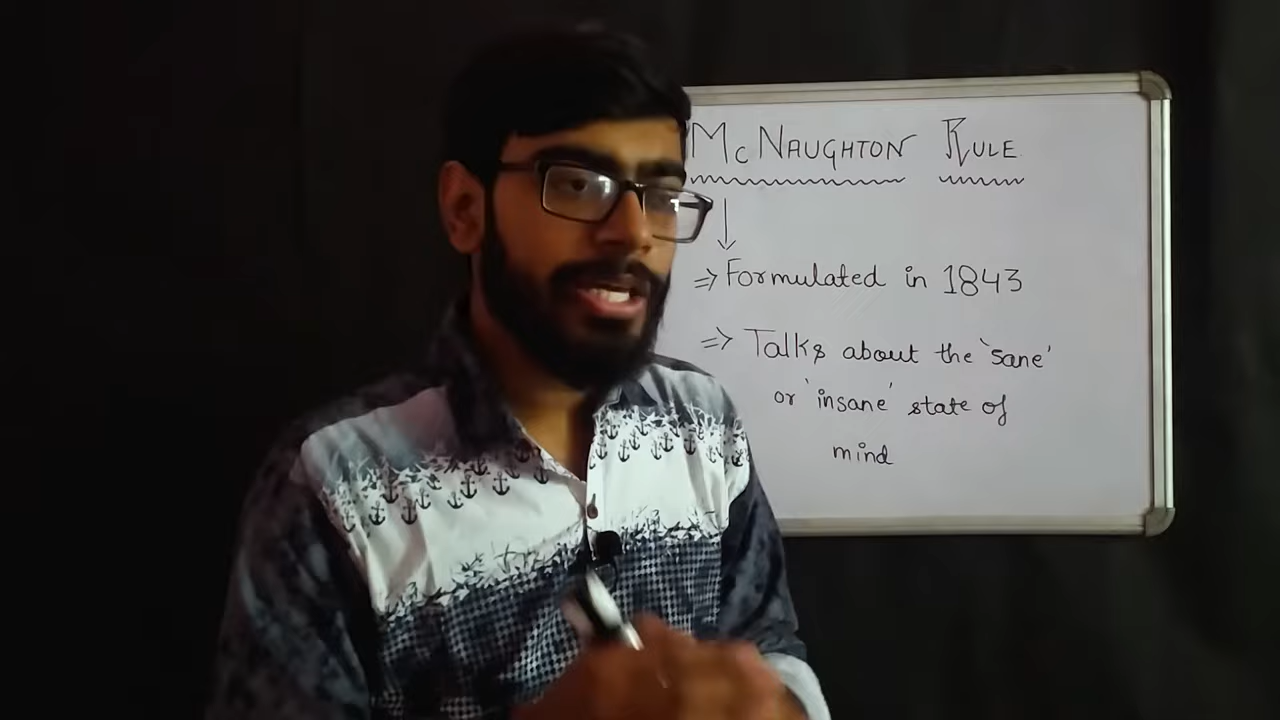 McNAUGHTON RULE
↓
⇒ Formulated in 1843
⇒ Talks about the 'sane'
or 'insane' state of
mind